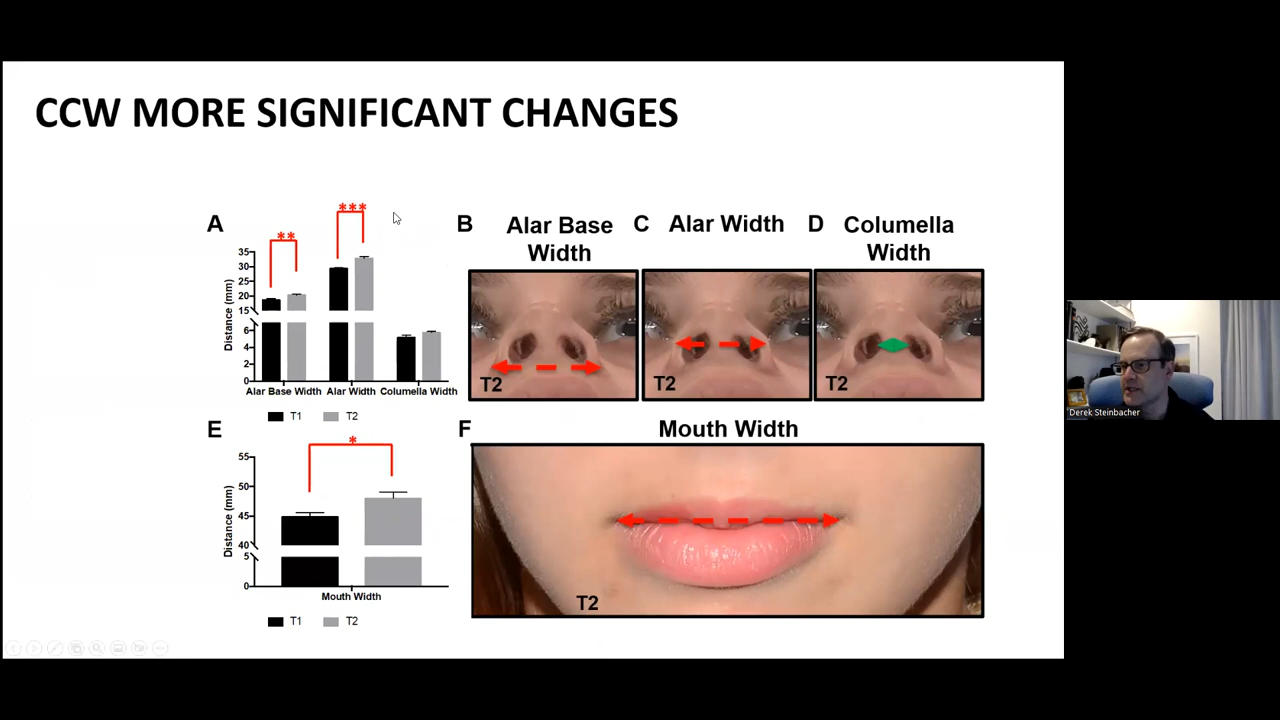 CCW MORE SIGNIFICANT CHANGES
A
**
***
35
30
25
20
15
6
4
2
0
Distance (mm)
Alar Base Width
Alar Width
Columella Width
T1
T2
B
Alar Base
Width
T2
C
Alar Width
T2
D
Columella
Width
T2
E
*
55
50
45
40
5
0
Distance (mm)
Mouth Width
T1
T2
F
Mouth Width
T2
Derek Steinbacher